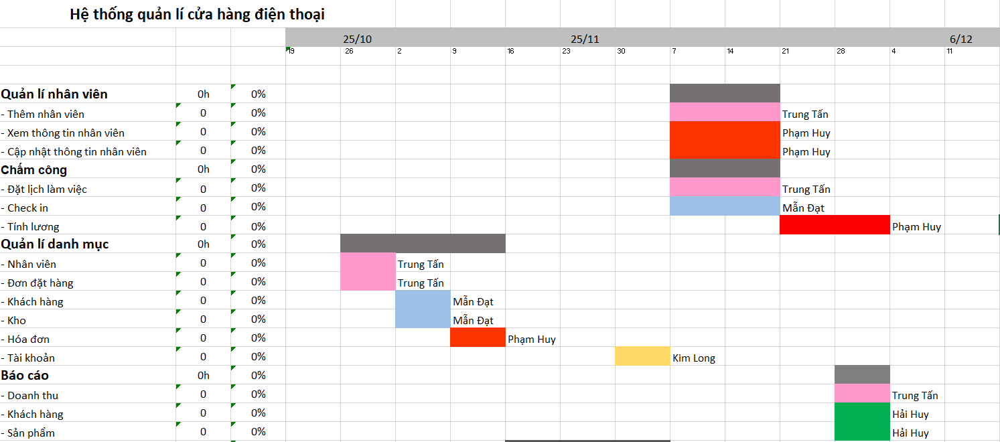 Hệ thống quản lí cửa hàng điện thoại
25/10 25/11 6/12
19 26 2 9 16 23 30 7 14 21 28 4 11
Quản lí nhân viên 0h 0%
- Thêm nhân viên 0 0% Trung Tấn
- Xem thông tin nhân viên 0 0% Phạm Huy
- Cập nhật thông tin nhân viên 0 0% Phạm Huy
Chấm công 0h 0%
- Đặt lịch làm việc 0 0% Trung Tấn
- Check in 0 0% Mẫn Đạt
- Tính lương 0 0% Phạm Huy
Quản lí danh mục 0h 0%
- Nhân viên 0 0% Trung Tấn
- Đơn đặt hàng 0 0% Trung Tấn
- Khách hàng 0 0% Mẫn Đạt
- Kho 0 0% Mẫn Đạt
- Hóa đơn 0 0% Phạm Huy
- Tài khoản 0 0% Kim Long
Báo cáo 0h 0%
- Doanh thu 0 0% Trung Tấn
- Khách hàng 0 0% Hải Huy
- Sản phẩm 0 0% Hải Huy